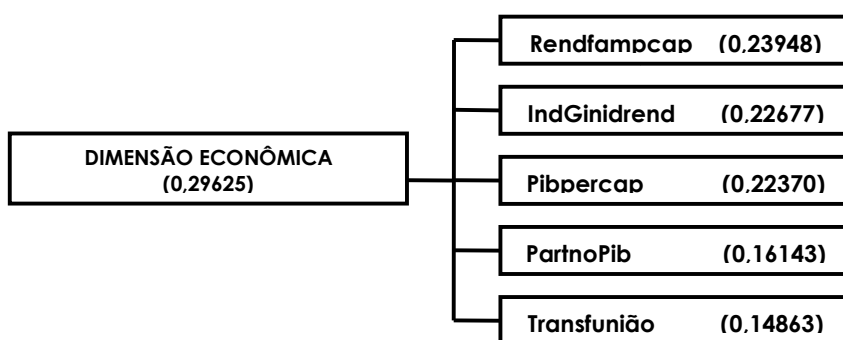 Rendfampcap (0,23948)
IndGinidrend (0,22677)
DIMENSÃO ECONÔMICA
(0,29625)
Pibpercap (0,22370)
PartnoPib (0,16143)
Transfunião (0,14863)